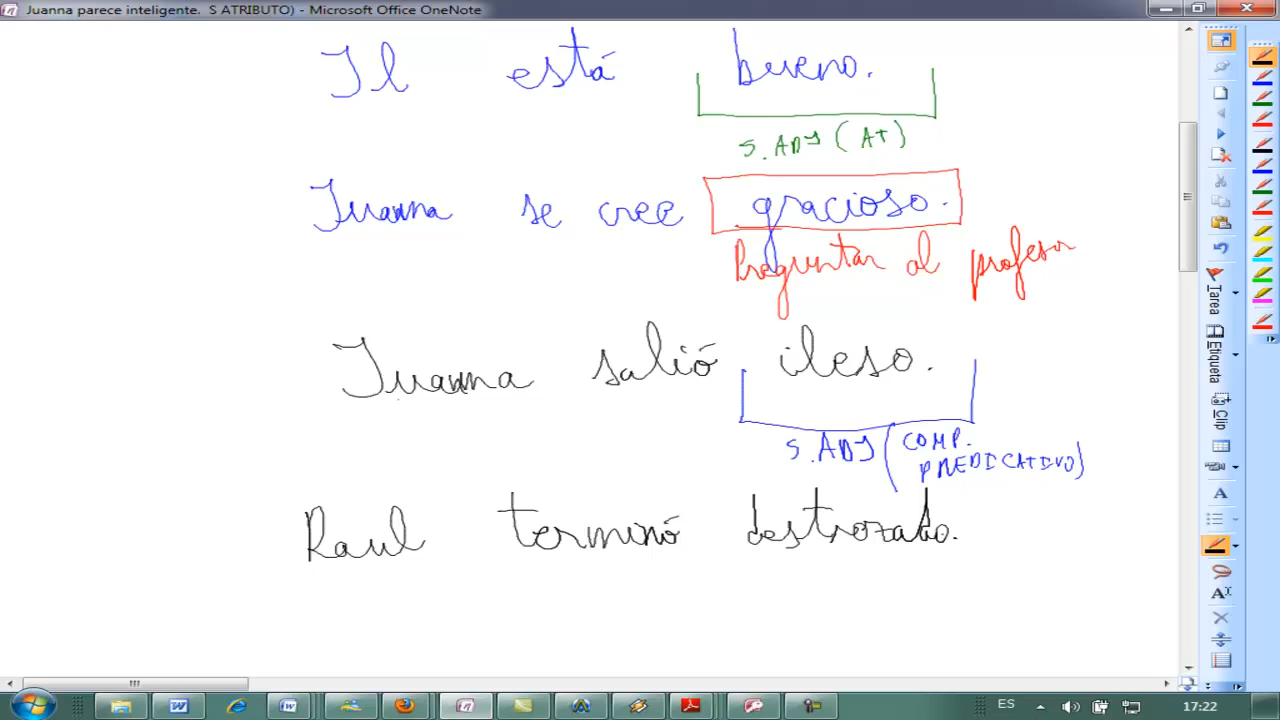 Juanna parece inteligente.  S ATRIBUTO) - Microsoft Office OneNote
Il está bueno.
S.ADJ (AT)
Juanna se cree gracioso.
Preguntar al profesor
Juanna salió ileso.
S.ADJ (COMP.
PREDICATIVO)
Raul terminó destrozado.
Tarea
Etiqueta
Clip
ES
17:22